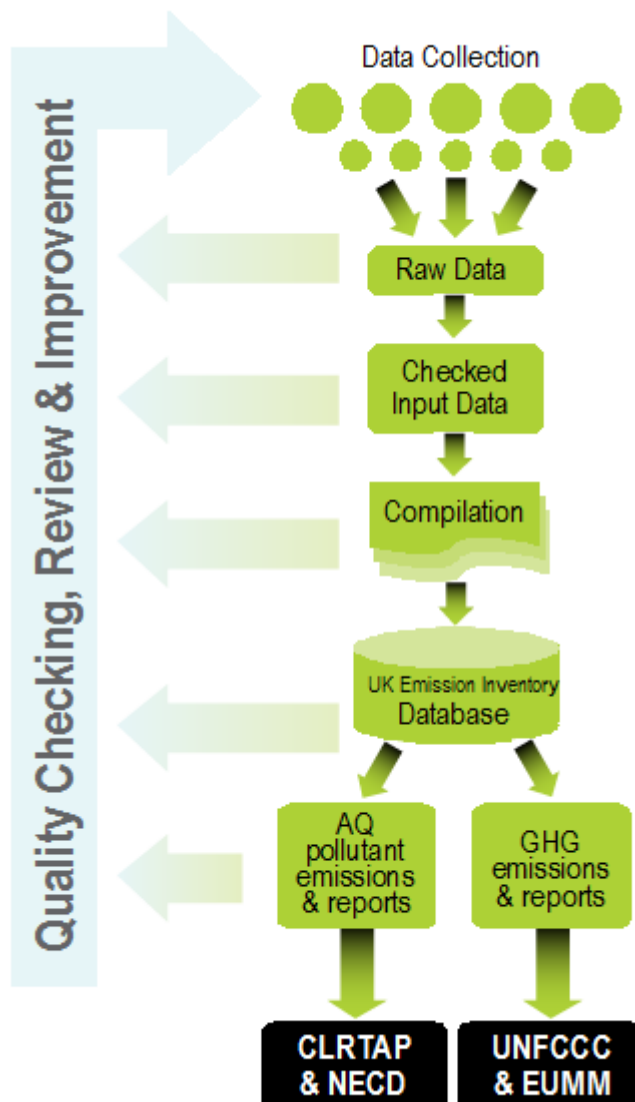 Data Collection
Quality Checking, Review & Improvement
Raw Data
Checked
Input Data
Compilation
UK Emission Inventory
Database
AQ
pollutant
emissions
& reports
GHG
emissions
& reports
CLRTAP
& NECD
UNFCCC
& EUMM